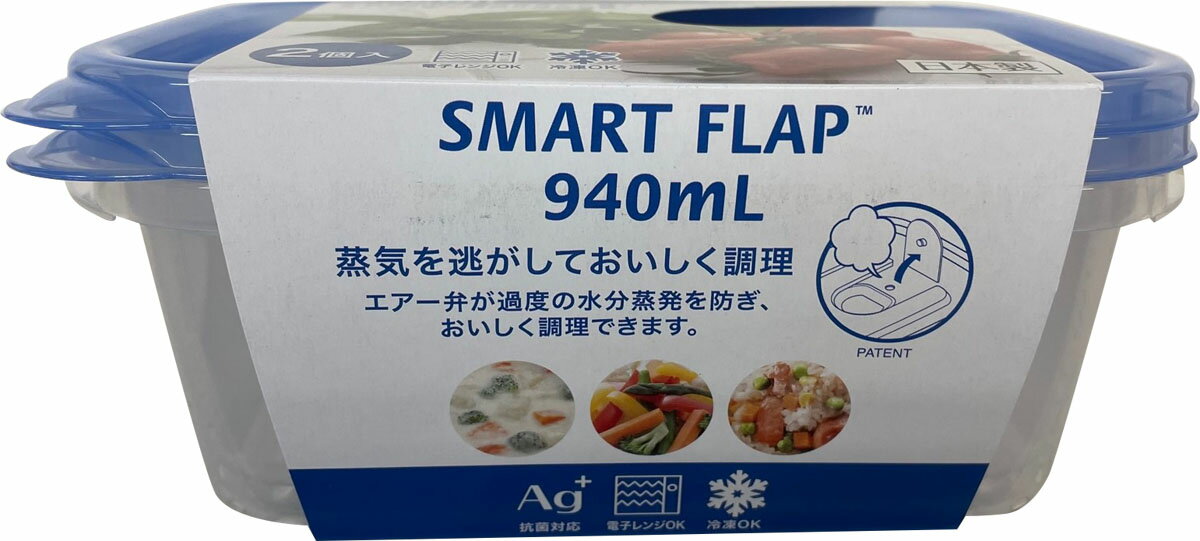 2個入
電子レンジOK
冷凍OK
日本製
SMART FLAP™
940mL
蒸気を逃がしておいしく調理
エアー弁が過度の水分蒸発を防ぎ、
おいしく調理できます。
PATENT
Ag+
抗菌対応
電子レンジOK
冷凍OK